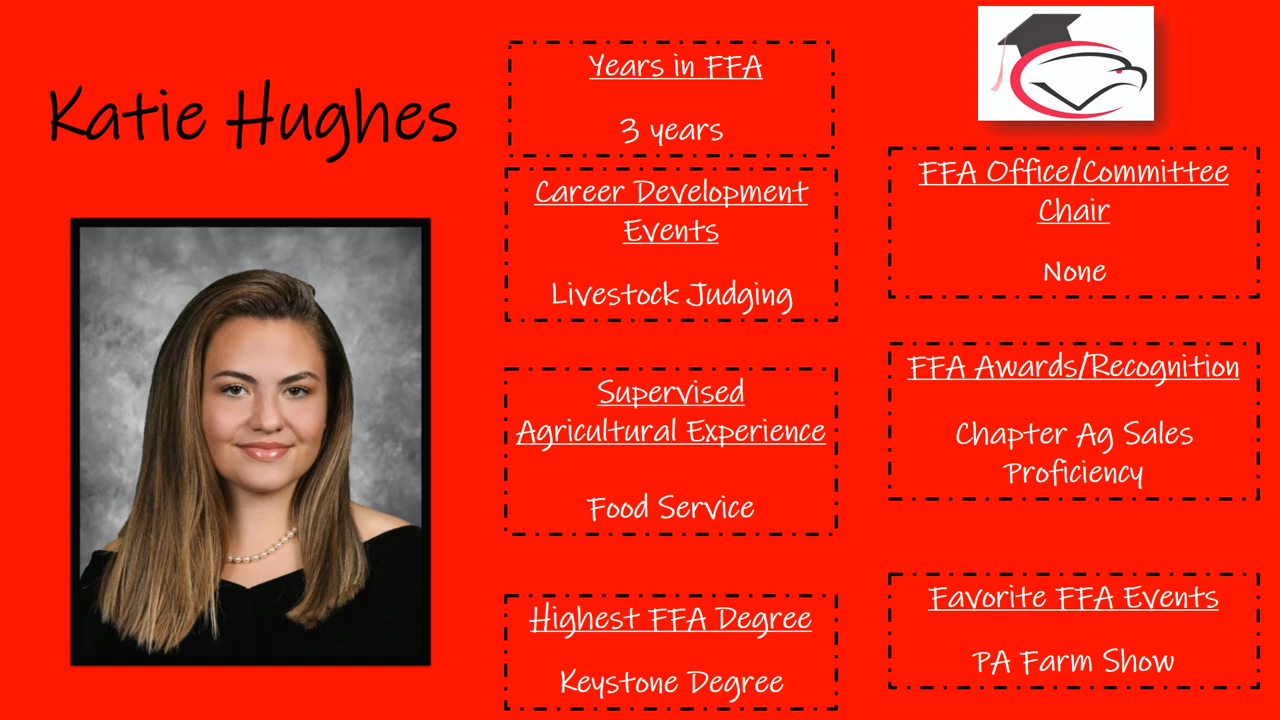 Katie Hughes
Years in FFA
3 years
Career Development
Events
Livestock Judging
Supervised
Agricultural Experience
Food Service
Highest FFA Degree
Keystone Degree
FFA Office/Committee
Chair
None
FFA Awards/Recognition
Chapter Ag Sales
Proficiency
Favorite FFA Events
PA Farm Show